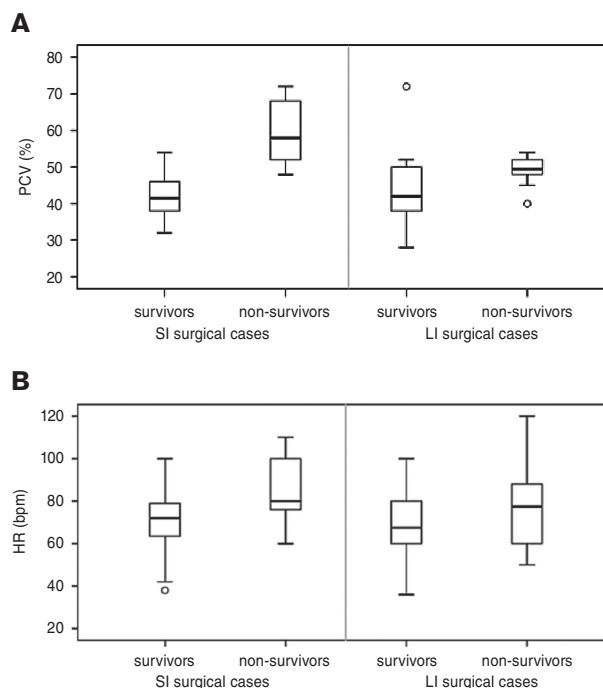 A
80
70
60
50
40
30
20
PCV (%)
survivors non-survivors survivors non-survivors
SI surgical cases LI surgical cases
B
120
100
80
60
40
20
HR (bpm)
survivors non-survivors survivors non-survivors
SI surgical cases LI surgical cases